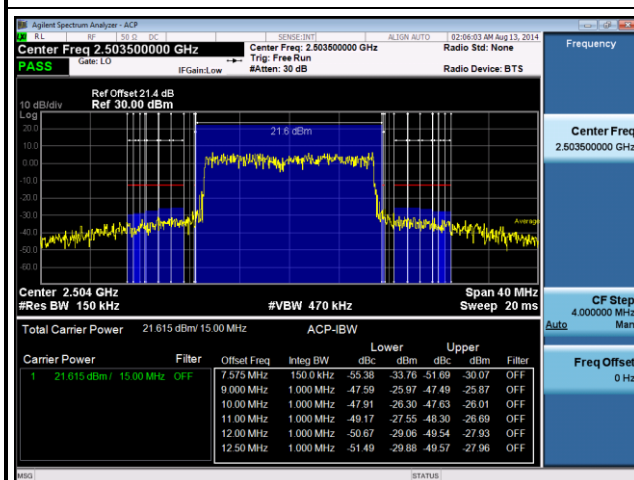 Agilent Spectrum Analyzer - ACP
RL RF 50 Ω DC SENSE:INT ALIGN AUTO 02:06:03 AM Aug 13, 2014
Center Freq 2.503500000 GHz Center Freq: 2.503500000 GHz Radio Std: None
PASS Gate: LO IFGain:Low Trig: Free Run
#Atten: 30 dB Radio Device: BTS
Ref Offset 21.4 dB
10 dB/div Ref 30.00 dBm
Log
20.0
10.0
0.00
-10.0
-20.0
-30.0
-40.0
-50.0
-60.0
21.6 dBm
Average
Center 2.504 GHz Span 40 MHz
#Res BW 150 kHz #VBW 470 kHz Sweep 20 ms
Total Carrier Power 21.615 dBm/ 15.00 MHz ACP-IBW
Lower Upper
Carrier Power Filter Offset Freq Integ BW dBc dBm dBc dBm Filter
1 21.615 dBm / 15.00 MHz OFF 7.575 MHz 150.0 kHz -55.38 -33.76 -51.69 -30.07 OFF
9.000 MHz 1.000 MHz -47.59 -25.97 -47.49 -25.87 OFF
10.00 MHz 1.000 MHz -47.91 -26.30 -47.63 -26.01 OFF
11.00 MHz 1.000 MHz -49.17 -27.55 -48.30 -26.69 OFF
12.00 MHz 1.000 MHz -50.67 -29.06 -49.54 -27.93 OFF
12.50 MHz 1.000 MHz -51.49 -29.88 -49.57 -27.96 OFF
MSG STATUS
Frequency
Center Freq
2.503500000 GHz
CF Step
4.000000 MHz
Auto Man
Freq Offset
0 Hz